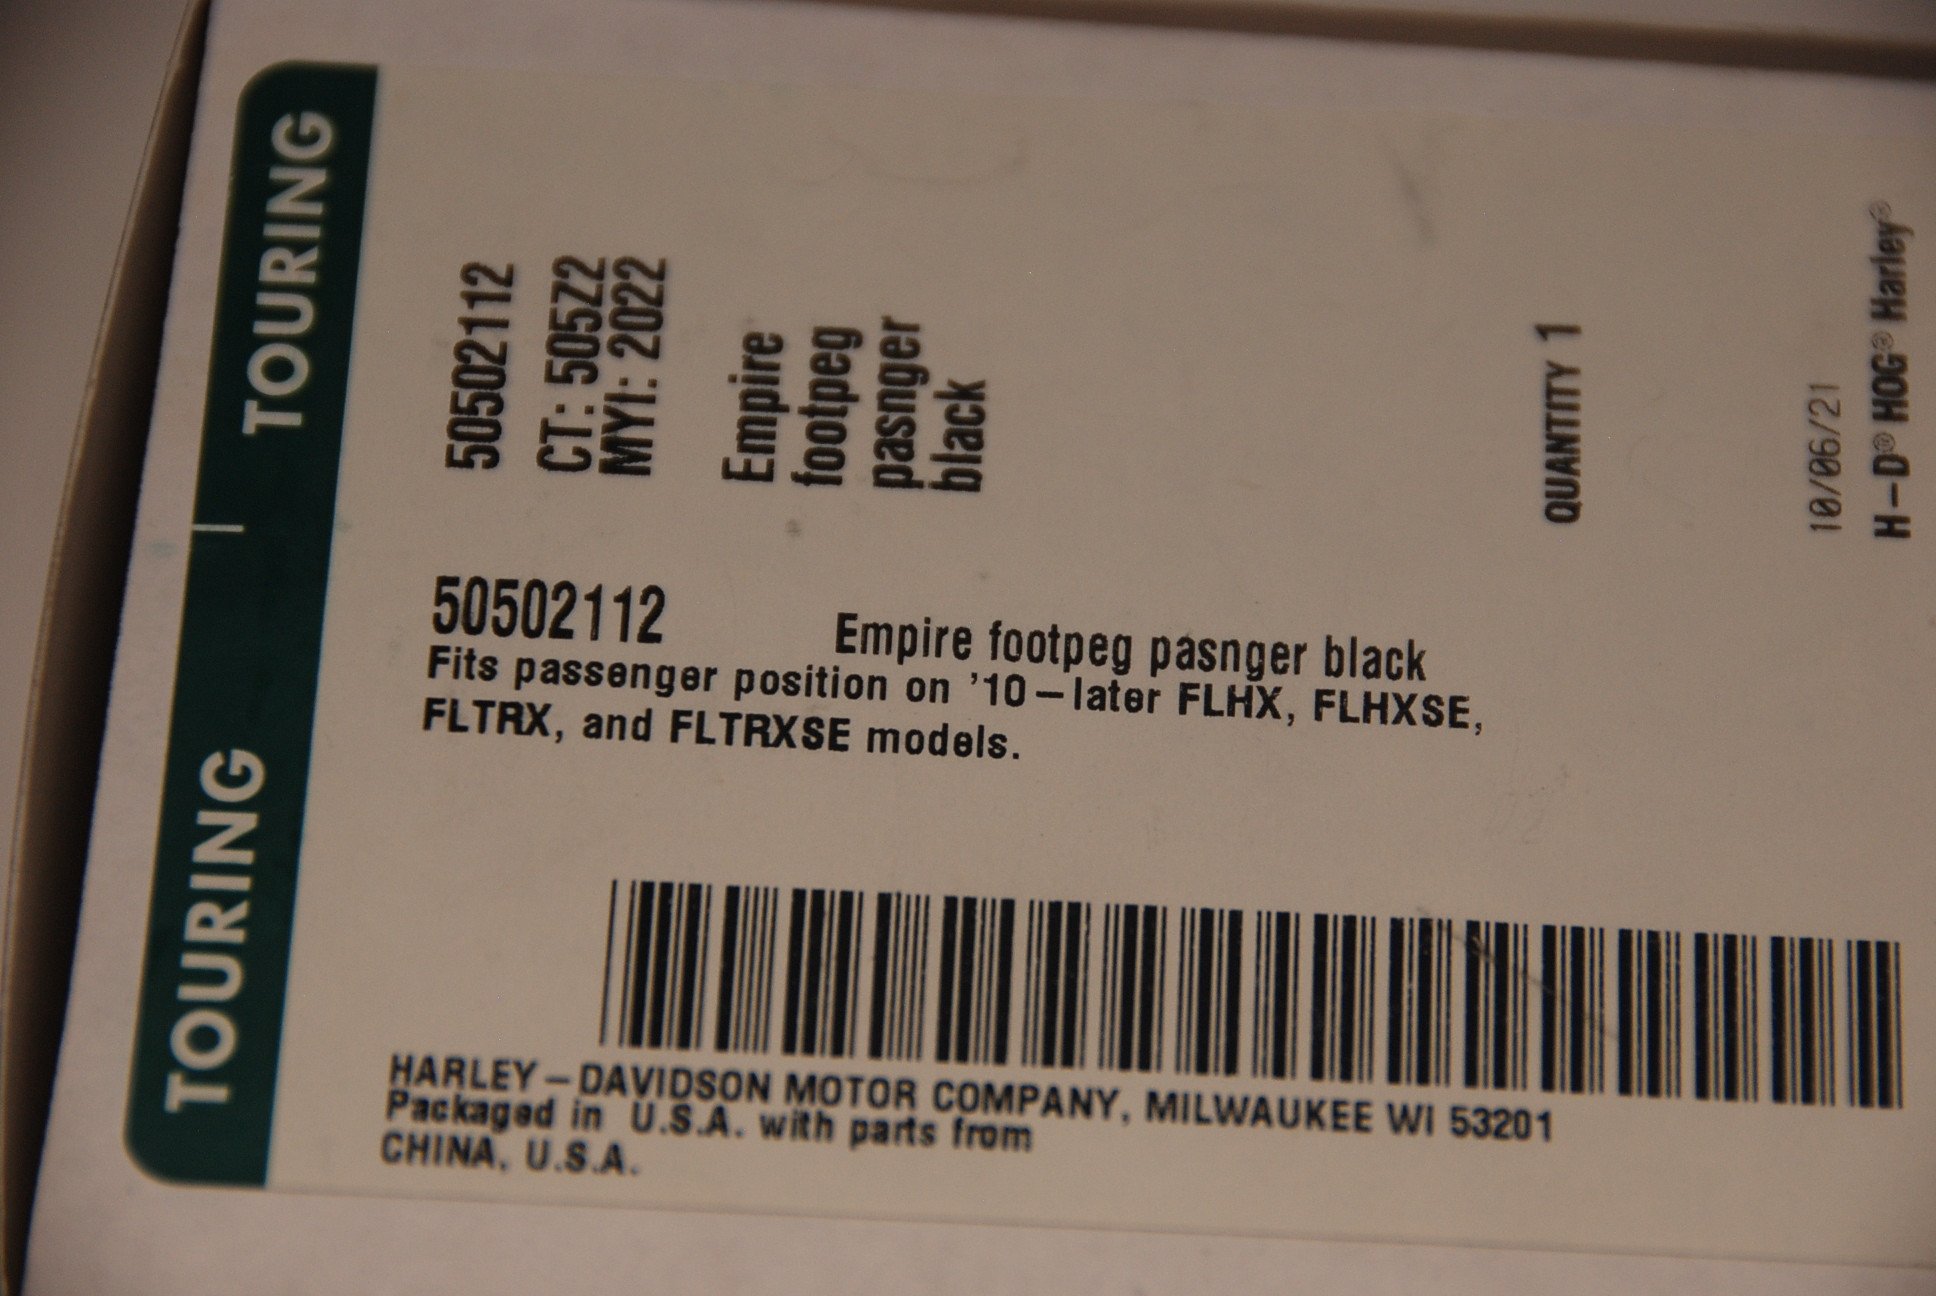 TOURING
TOURING
50502112
CT: 505Z2
MYI: 2022
Empire
footpeg
pasnger
black
QUANTITY 1
10/06/21
H-D® HOG® Harley®
50502112 Empire footpeg pasnger black
Fits passenger position on '10-later FLHX, FLHXSE,
FLTRX, and FLTRXSE models.
HARLEY-DAVIDSON MOTOR COMPANY, MILWAUKEE WI 53201
Packaged in U.S.A. with parts from
CHINA, U.S.A.